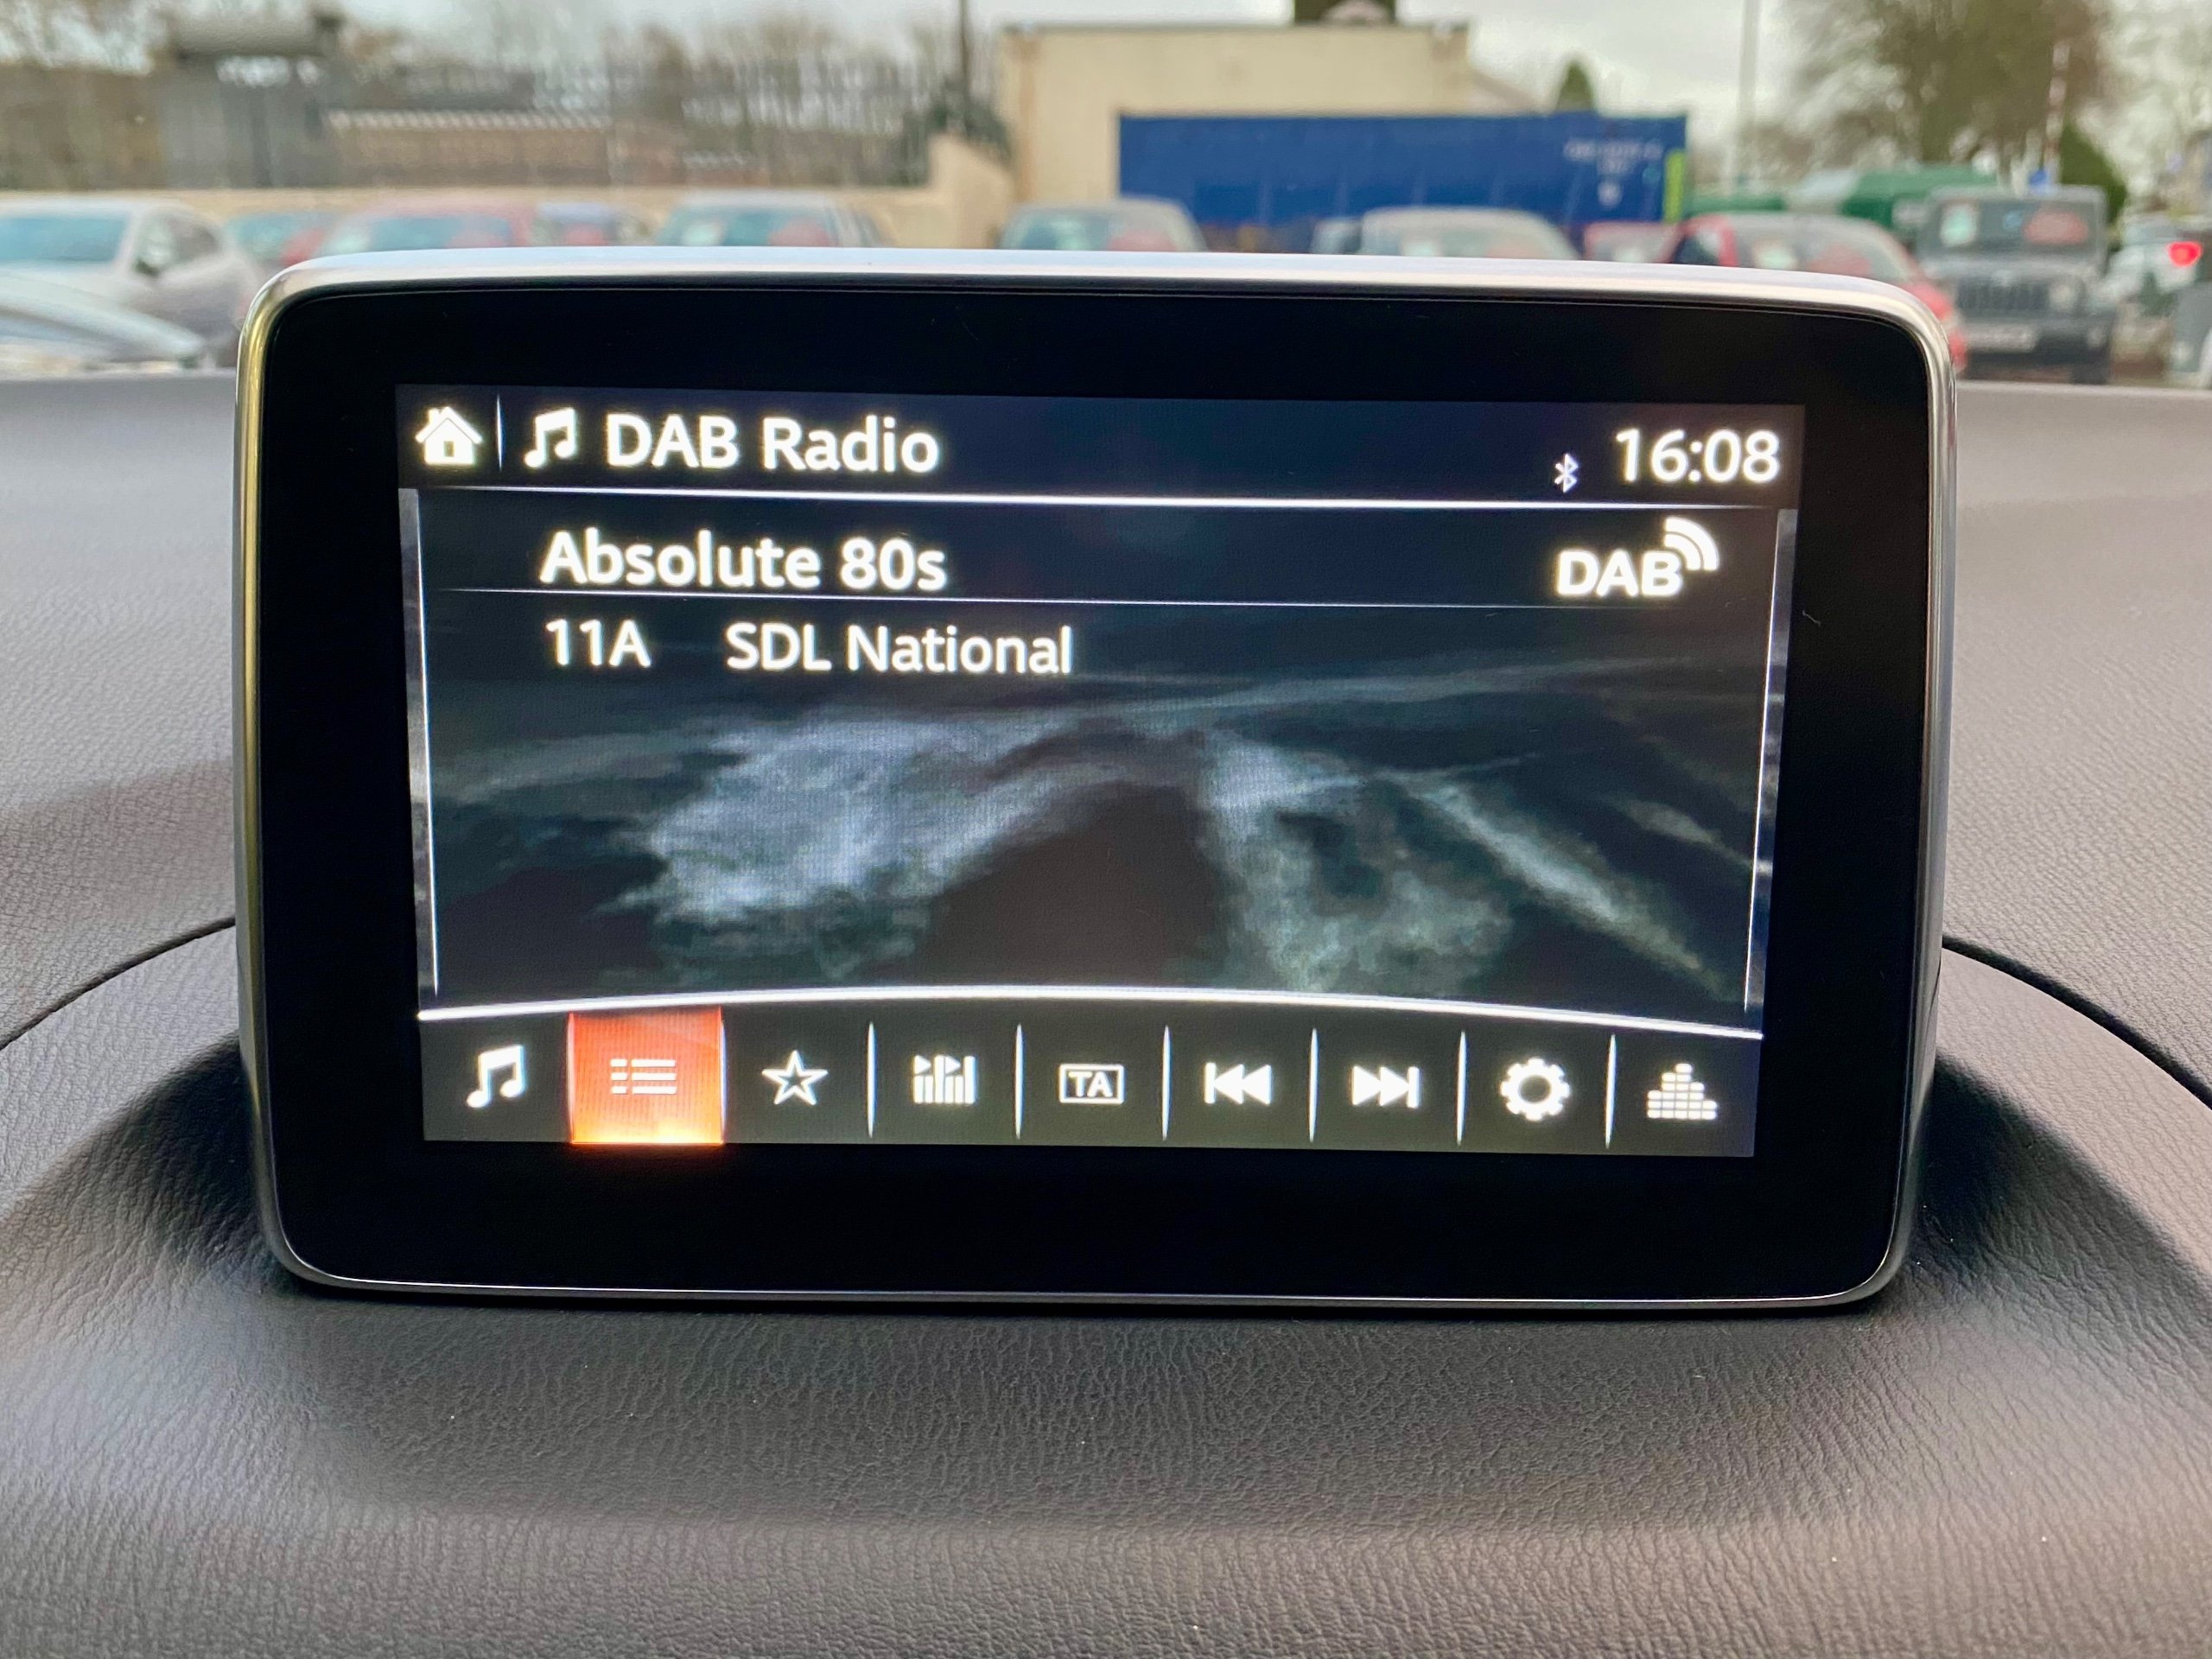 DAB Radio 16:08
Absolute 80s DAB
11A SDL National
TA